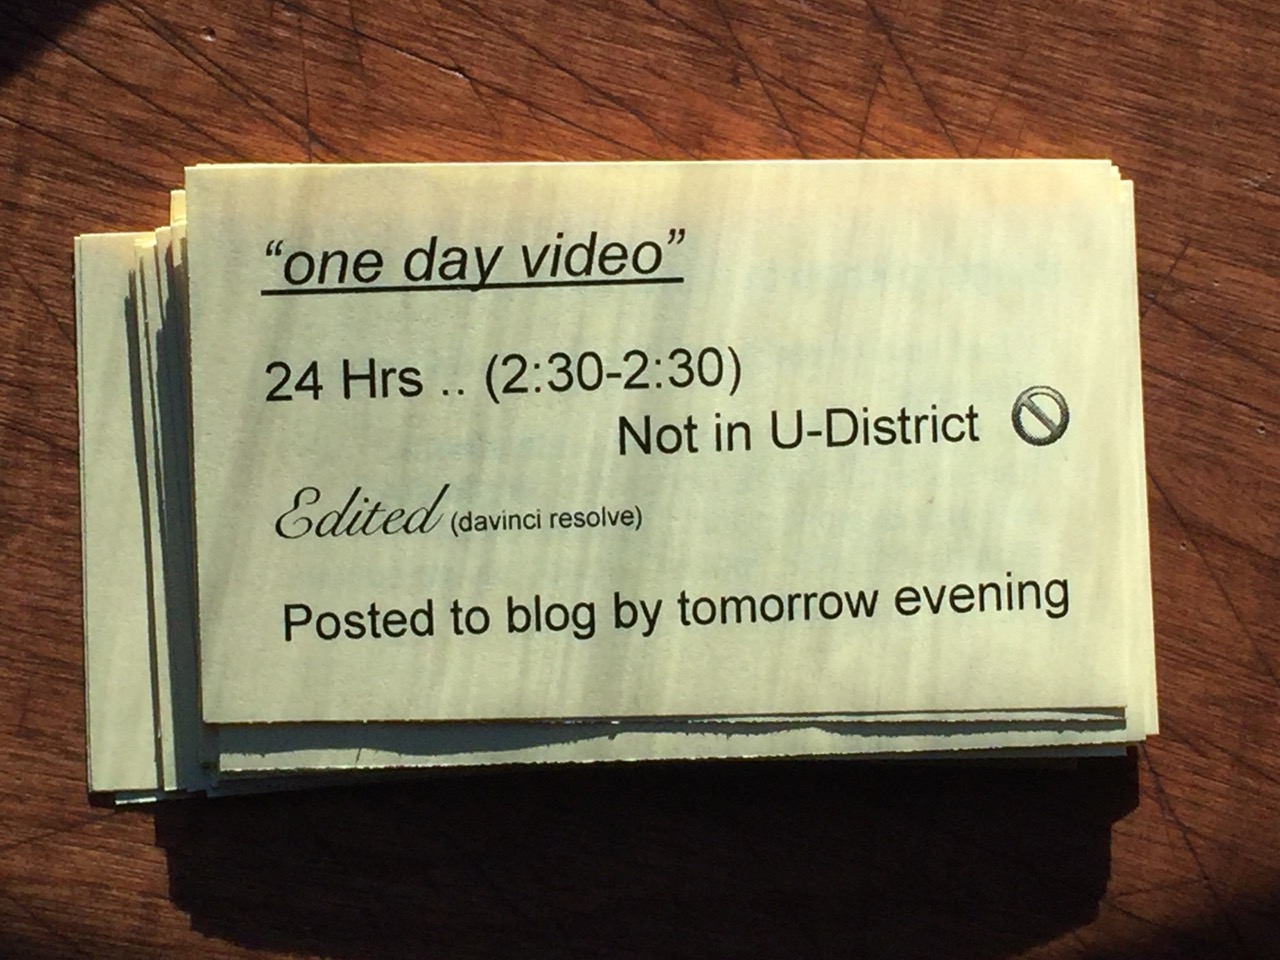 “one day video”
24 Hrs .. (2:30-2:30)
Not in U-District 🚫
Edited (davinci resolve)
Posted to blog by tomorrow evening